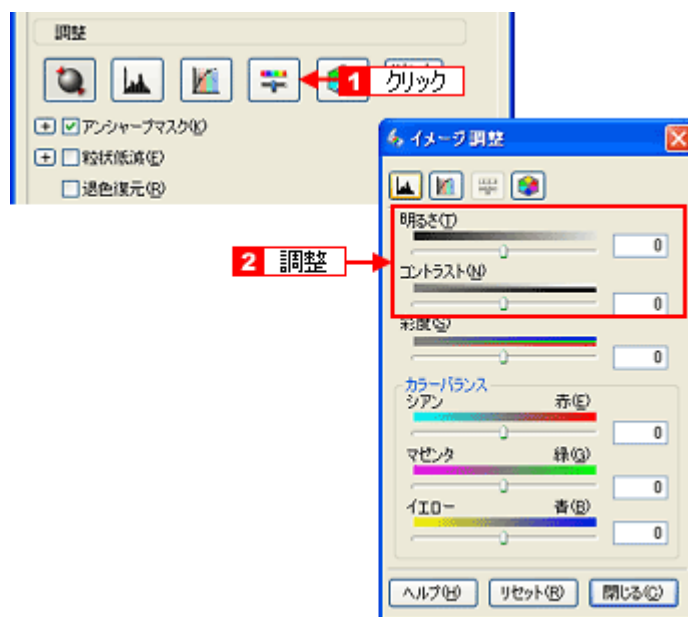 調整
1 クリック
アンシャープマスク(K)
粒状低減(E)
退色復元(B)
イメージ調整
明るさ(T)
0
2 調整
コントラスト(N)
0
彩度(S)
0
カラーバランス
シアン 赤(E)
0
マゼンタ 緑(G)
0
イエロー 青(B)
0
ヘルプ(H) リセット(R) 閉じる(C)